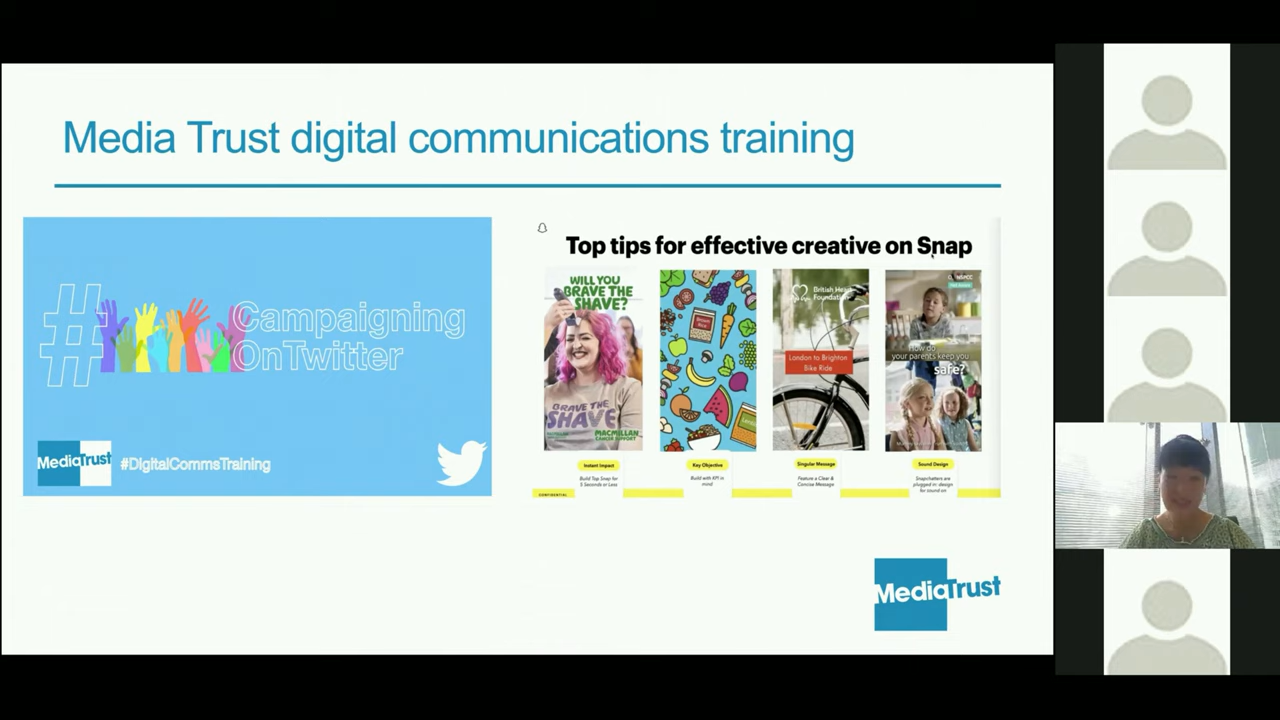 Media Trust digital communications training
#
Campaigning
OnTwitter
MediaTrust
#DigitalCommsTraining
Top tips for effective creative on Snap
WILL YOU
BRAVE THE
SHAVE?
BRAVE THE
SHAVE
MACMILLAN
CANCER SUPPORT
Brown
Rice
British Heart
Foundation
London to Brighton
Bike Ride
NSPCC
How do
your parents keep you
safe?
Instant Impact
Build Top Snap for
5 Seconds or Less
Key Objective
Build with KPI in
mind
Singular Message
Feature a Clear &
Concise Message
Sound Design
Snapchatters are
plugged in: design
for sound on
CONFIDENTIAL
MediaTrust